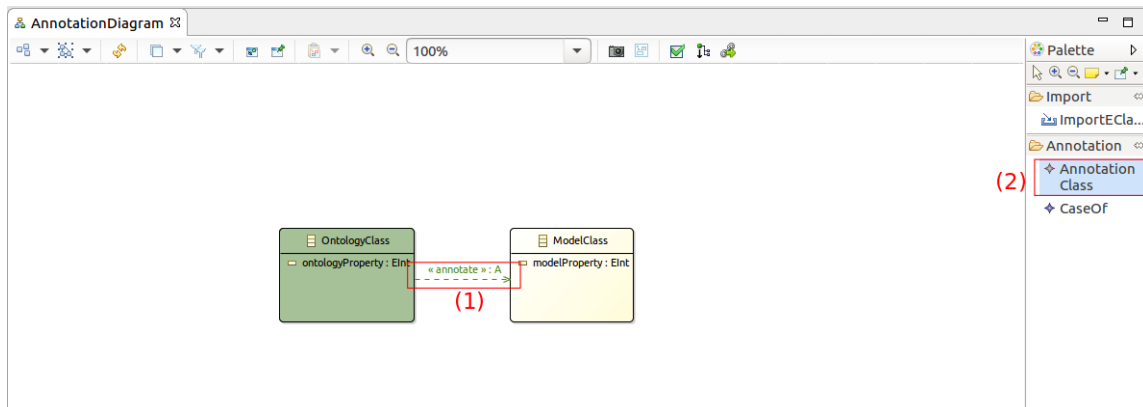 AnnotationDiagram
100%
Palette
Import
ImportECla...
Annotation
(2)
Annotation
Class
CaseOf
OntologyClass
ontologyProperty : EInt
« annotate » : A
(1)
ModelClass
modelProperty : EInt